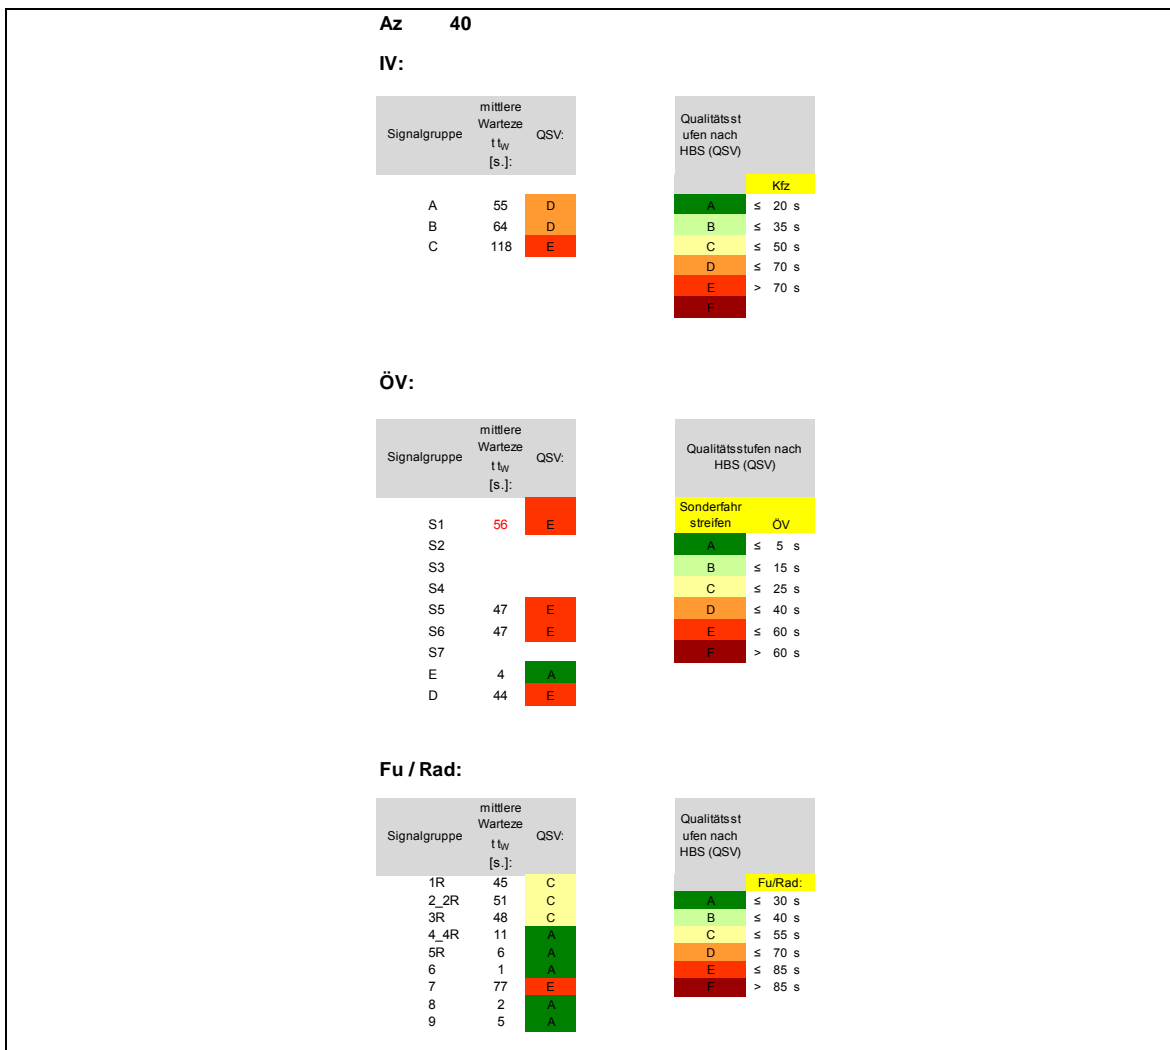 Az 40
IV:
Signalgruppe mittlere Warteze t tW [s.]: QSV:
A 55 D
B 64 D
C 118 E
Qualitätsst ufen nach HBS (QSV)
Kfz
A ≤ 20 s
B ≤ 35 s
C ≤ 50 s
D ≤ 70 s
E > 70 s
F
ÖV:
Signalgruppe mittlere Warteze t tW [s.]: QSV:
S1 56 E
S2
S3
S4
S5 47 E
S6 47 E
S7
E 4 A
D 44 E
Qualitätsstufen nach HBS (QSV)
Sonderfahr streifen ÖV
A ≤ 5 s
B ≤ 15 s
C ≤ 25 s
D ≤ 40 s
E ≤ 60 s
F > 60 s
Fu / Rad:
Signalgruppe mittlere Warteze t tW [s.]: QSV:
1R 45 C
2_2R 51 C
3R 48 C
4_4R 11 A
5R 6 A
6 1 A
7 77 E
8 2 A
9 5 A
Qualitätsst ufen nach HBS (QSV)
Fu/Rad:
A ≤ 30 s
B ≤ 40 s
C ≤ 55 s
D ≤ 70 s
E ≤ 85 s
F > 85 s